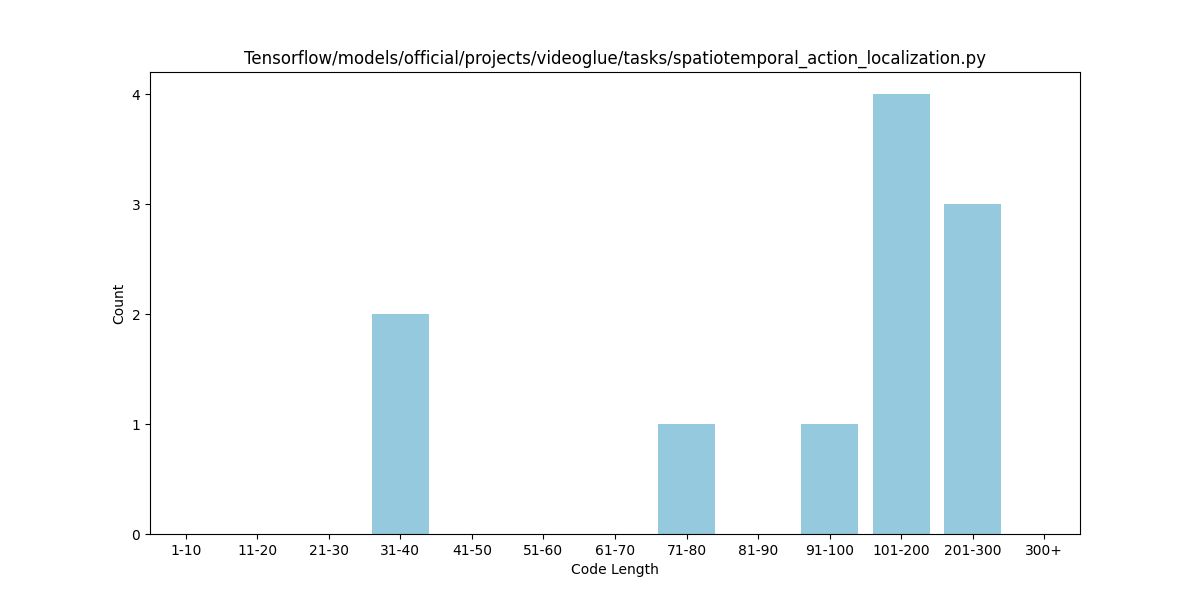 Tensorflow/models/official/projects/videoglue/tasks/spatiotemporal_action_localization.py
4
3
2
1
0
Count
1-10 11-20 21-30 31-40 41-50 51-60 61-70 71-80 81-90 91-100 101-200 201-300 300+
Code Length